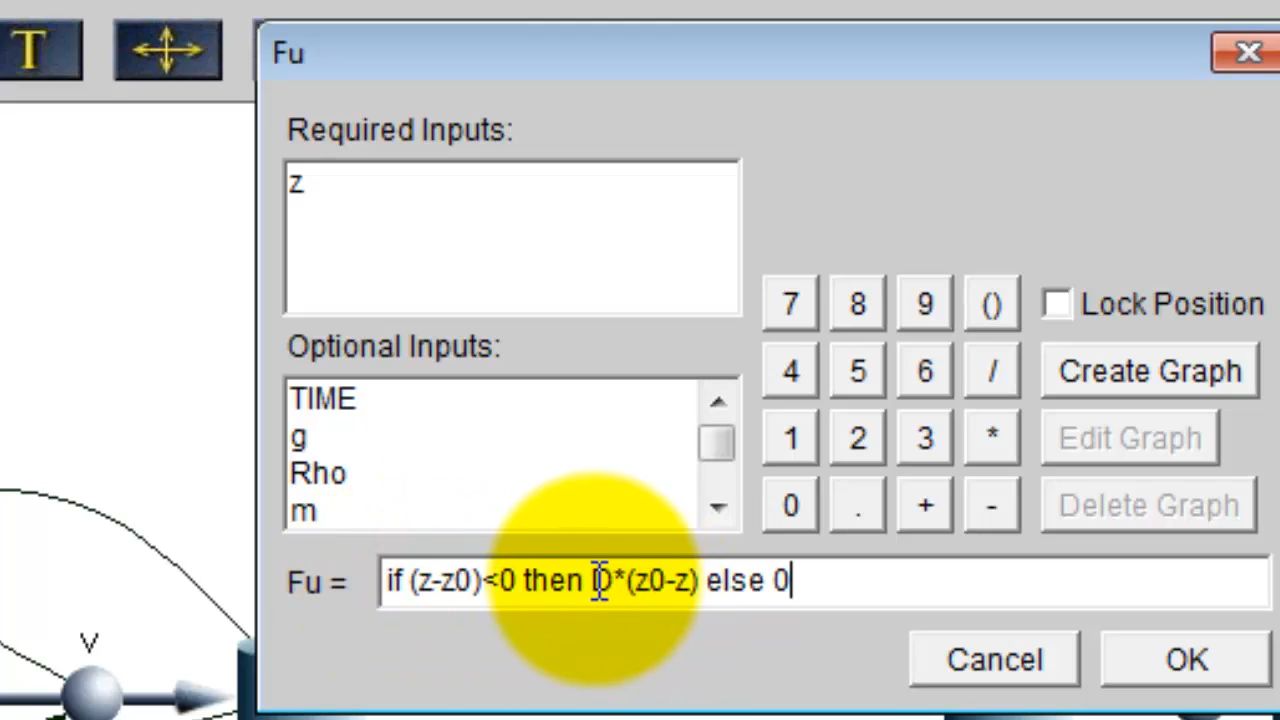 T
Fu
Required Inputs:
z
Optional Inputs:
TIME
g
Rho
m
7 8 9 ()
4 5 6 /
1 2 3 *
0 . + -
Lock Position
Create Graph
Edit Graph
Delete Graph
Fu = if (z-z0)<0 then D*(z0-z) else 0
Cancel OK
V